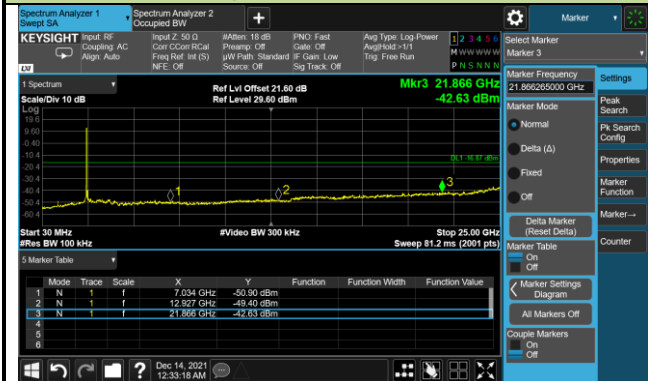 Spectrum Analyzer 1
Swept SA
Spectrum Analyzer 2
Occupied BW
+
Marker
KEYSIGHT
Input: RF
Coupling: AC
Align: Auto
Input Z: 50 Ω
Corr CCorr RCal
Freq Ref: Int (S)
NFE: Off
#Atten: 18 dB
Preamp: Off
µW Path: Standard
Source: Off
PNO: Fast
Gate: Off
IF Gain: Low
Sig Track: Off
Avg Type: Log-Power
Avg|Hold:>1/1
Trig: Free Run
1 2 3 4 5 6
M W W W W W
P N S N N N
LXI
Select Marker
Marker 3
1 Spectrum
Scale/Div 10 dB
Log
Ref Lvl Offset 21.60 dB
Ref Level 29.60 dBm
Mkr3 21.866 GHz
-42.63 dBm
19.6
9.60
-0.40
-10.4
-20.4
-30.4
-40.4
-50.4
-60.4
DL1 -16.87 dBm
1
2
3
Start 30 MHz
#Res BW 100 kHz
#Video BW 300 kHz
Stop 25.00 GHz
Sweep 81.2 ms (2001 pts)
5 Marker Table
Mode Trace Scale X Y Function Function Width Function Value
1 N 1 f 7.034 GHz -50.90 dBm
2 N 1 f 12.927 GHz -49.40 dBm
3 N 1 f 21.866 GHz -42.63 dBm
4
5
6
Marker Frequency
21.866265000 GHz
Marker Mode
Normal
Delta (Δ)
Fixed
Off
Delta Marker
(Reset Delta)
Marker Table
On
Off
Marker Settings
Diagram
All Markers Off
Couple Markers
On
Off
Settings
Peak
Search
Pk Search
Config
Properties
Marker
Function
Marker→
Counter
?
Dec 14, 2021
12:33:18 AM